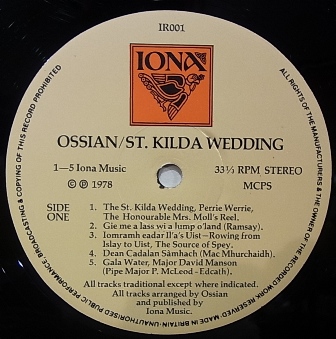 IR001
IONA
OSSIAN/ST. KILDA WEDDING
1—5 Iona Music
33⅓ RPM STEREO
© ℗ 1978
MCPS
SIDE
ONE
1. The St. Kilda Wedding, Perrie Werrie,
The Honourable Mrs. Moll's Reel.
2. Gie me a lass wi a lump o'land (Ramsay).
3. Iomramh eadar Il'a's Uist—Rowing from
Islay to Uist, The Source of Spey.
4. Dean Cadalan Sàmhach (Mac Mhurchaidh).
5. Gala Water, Major David Manson
(Pipe Major P. McLeod - Edcath).
All tracks traditional except where indicated.
All tracks arranged by Ossian
and published by
Iona Music.
ALL RIGHTS OF THE MANUFACTURER & THE OWNER OF THE RECORDED WORK RESERVED MADE IN BRITAIN-UNAUTHORISED PUBLIC PERFORMANCE, BROADCASTING & COPYING OF THIS RECORD PROHIBITED